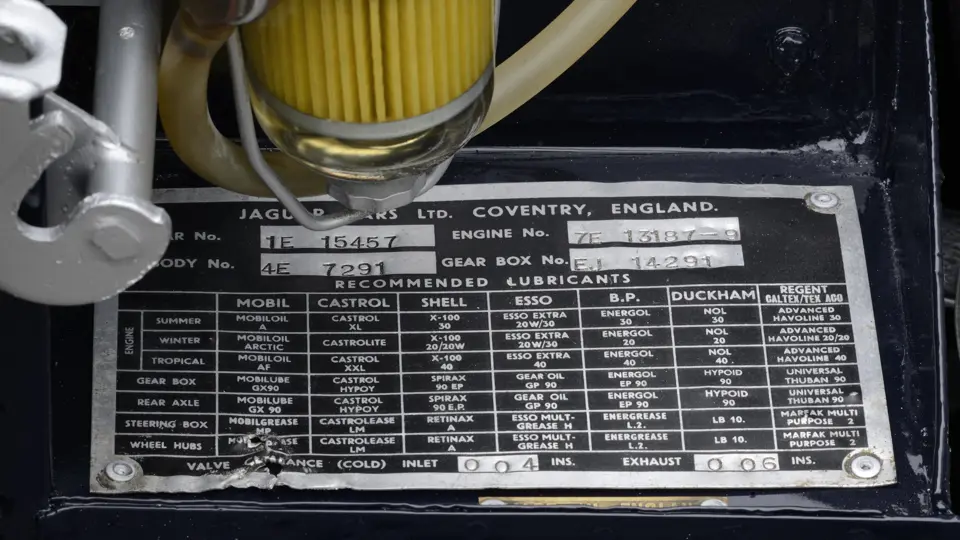 JAGUAR CARS LTD. COVENTRY, ENGLAND.
CAR No. 1E 15457 ENGINE No. 7E 13187-9
BODY No. 4E 7291 GEAR BOX No. EJ 14291
RECOMMENDED LUBRICANTS
MOBIL CASTROL SHELL ESSO B.P. DUCKHAM REGENT CALTEX/TEXACO
ENGINE
SUMMER MOBILOIL A CASTROL XL X-100 30 ESSO EXTRA 20W/30 ENERGOL 30 NOL 30 ADVANCED HAVOLINE 30
WINTER MOBILOIL ARCTIC CASTROLITE X-100 20/20W ESSO EXTRA 20W/30 ENERGOL 20 NOL 20 ADVANCED HAVOLINE 20/20
TROPICAL MOBILOIL AF CASTROL XXL X-100 40 ESSO EXTRA 40 ENERGOL 40 NOL 40 ADVANCED HAVOLINE 40
GEAR BOX MOBILUBE GX90 CASTROL HYPOY SPIRAX 90 EP GEAR OIL GP 90 ENERGOL EP 90 HYPOID 90 UNIVERSAL THUBAN 90
REAR AXLE MOBILUBE GX 90 CASTROL HYPOY SPIRAX 90 E.P. GEAR OIL GP 90 ENERGOL EP 90 HYPOID 90 UNIVERSAL THUBAN 90
STEERING BOX MOBILGREASE MP CASTROLEASE LM RETINAX A ESSO MULT-GREASE H ENERGREASE L.2. LB 10. MARFAK MULTI PURPOSE 2
WHEEL HUBS CASTROLEASE LM RETINAX A ESSO MULT-GREASE H ENERGREASE L.2. LB 10. MARFAK MULTI PURPOSE 2
VALVE (COLD) INLET 004 INS. EXHAUST 006 INS.